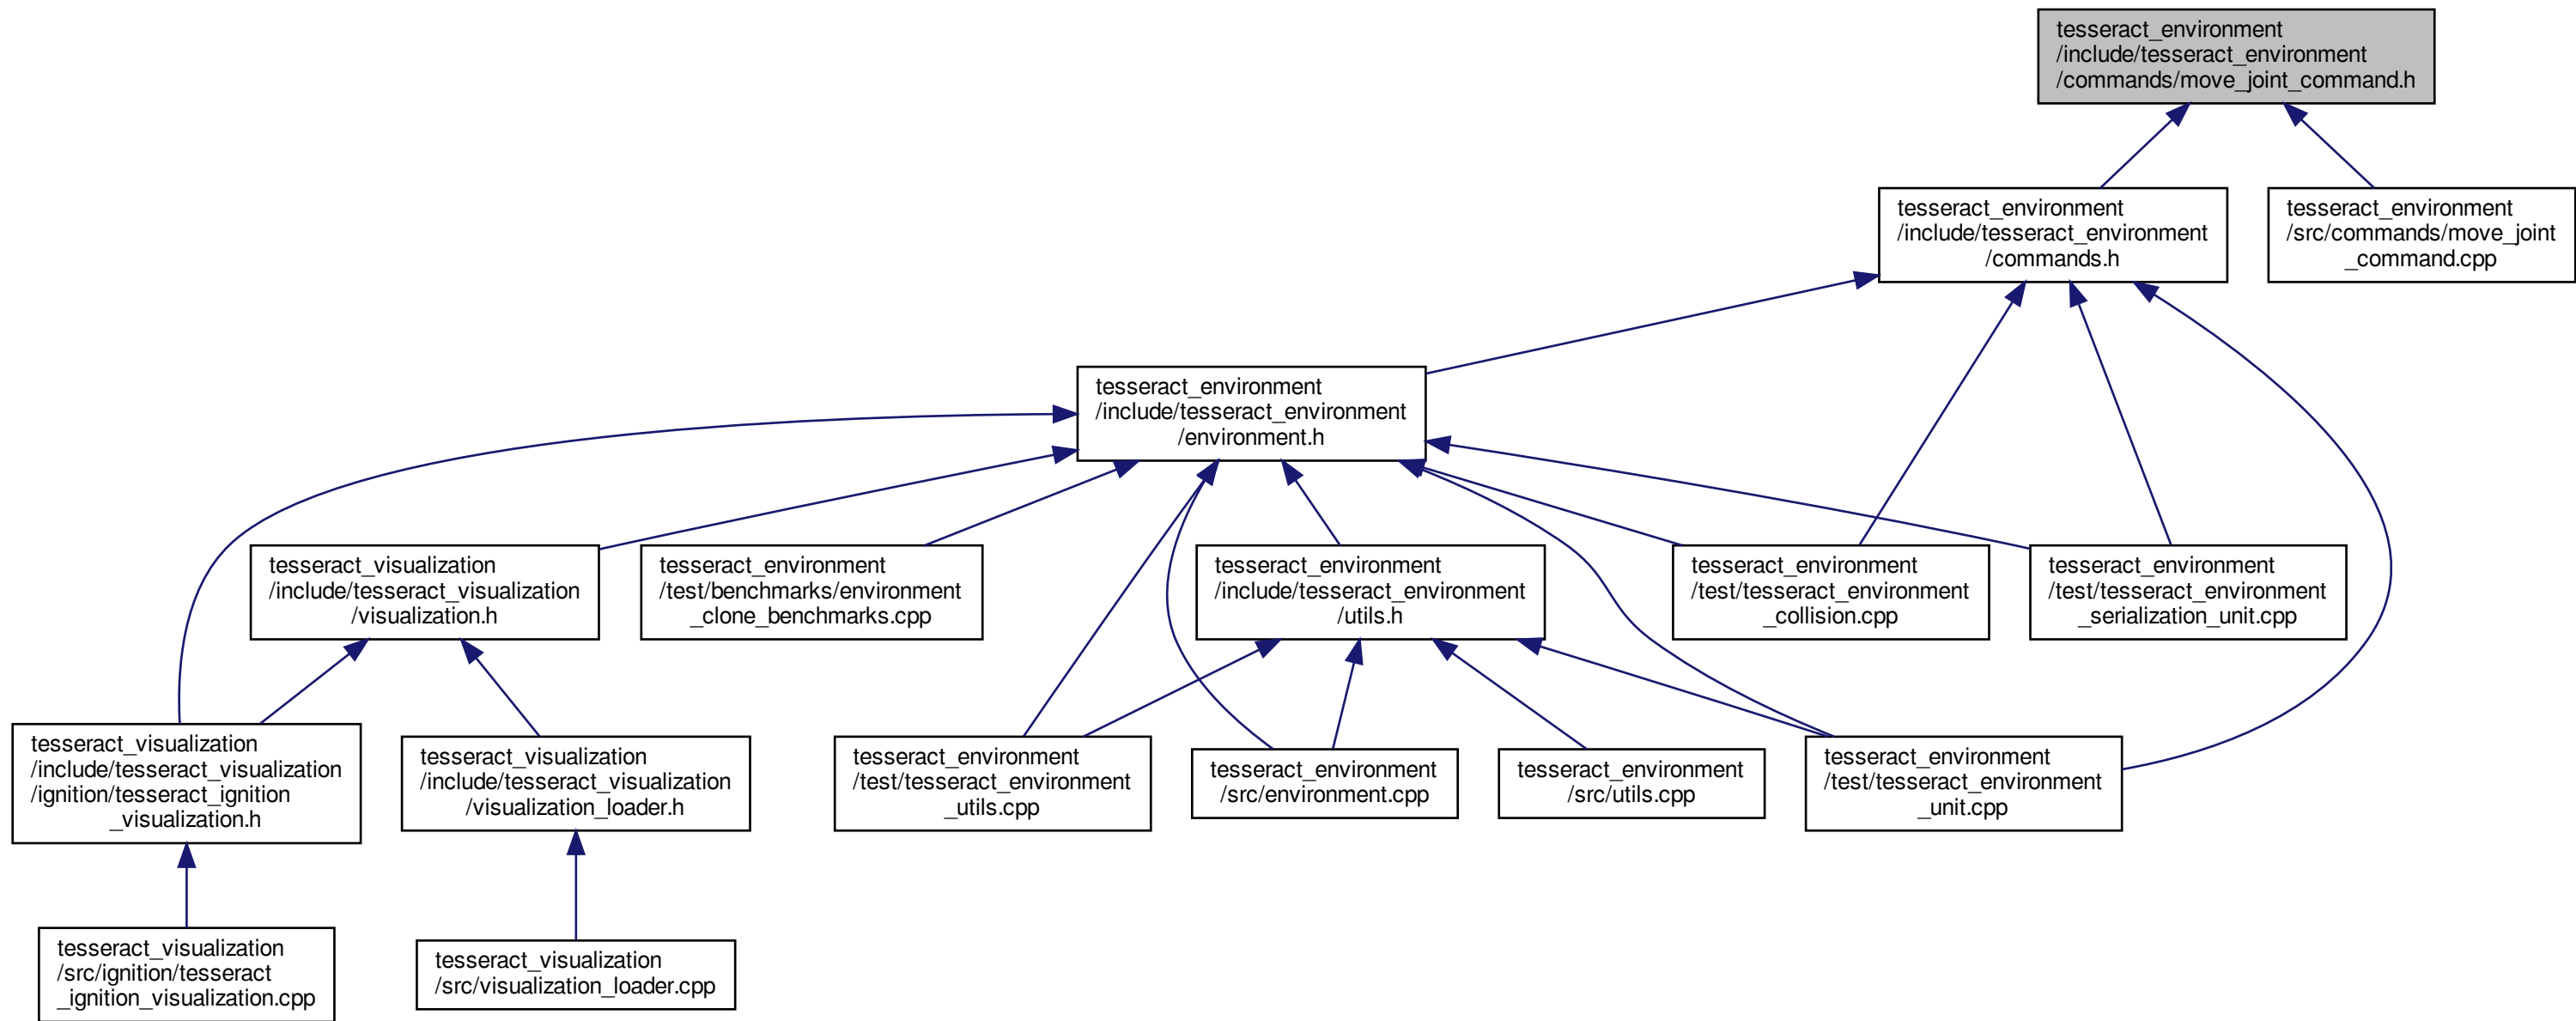 tesseract_environment
/include/tesseract_environment
/commands/move_joint_command.h
tesseract_environment
/include/tesseract_environment
/commands.h
tesseract_environment
/src/commands/move_joint
_command.cpp
tesseract_environment
/include/tesseract_environment
/environment.h
tesseract_visualization
/include/tesseract_visualization
/visualization.h
tesseract_environment
/test/benchmarks/environment
_clone_benchmarks.cpp
tesseract_environment
/include/tesseract_environment
/utils.h
tesseract_environment
/test/tesseract_environment
_collision.cpp
tesseract_environment
/test/tesseract_environment
_serialization_unit.cpp
tesseract_visualization
/include/tesseract_visualization
/ignition/tesseract_ignition
_visualization.h
tesseract_visualization
/include/tesseract_visualization
/visualization_loader.h
tesseract_environment
/test/tesseract_environment
_utils.cpp
tesseract_environment
/src/environment.cpp
tesseract_environment
/src/utils.cpp
tesseract_environment
/test/tesseract_environment
_unit.cpp
tesseract_visualization
/src/ignition/tesseract
_ignition_visualization.cpp
tesseract_visualization
/src/visualization_loader.cpp